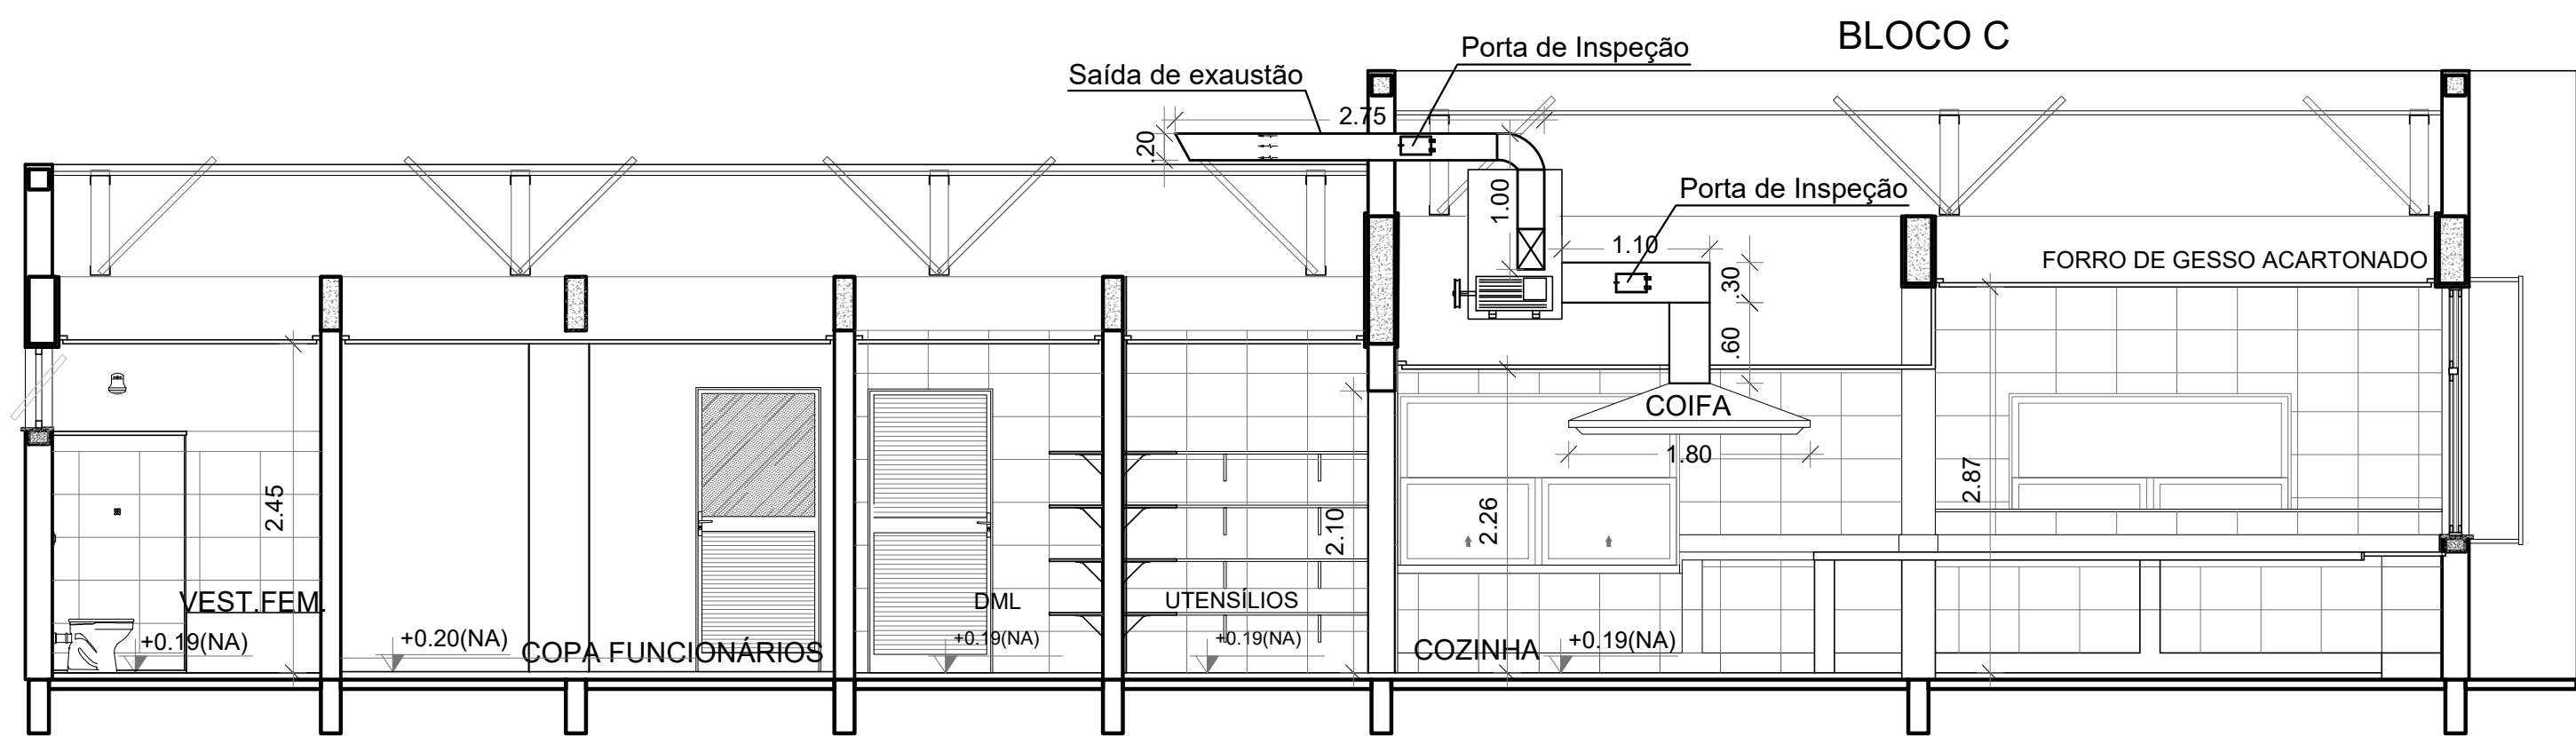 BLOCO C
Porta de Inspeção
Saída de exaustão
2.75
.20
1.00
Porta de Inspeção
1.10
.30
FORRO DE GESSO ACARTONADO
.60
COIFA
1.80
2.45
2.10
2.26
2.87
VEST.FEM.
DML
UTENSÍLIOS
+0.19(NA)
+0.20(NA)
COPA FUNCIONÁRIOS
+0.19(NA)
+0.19(NA)
COZINHA
+0.19(NA)